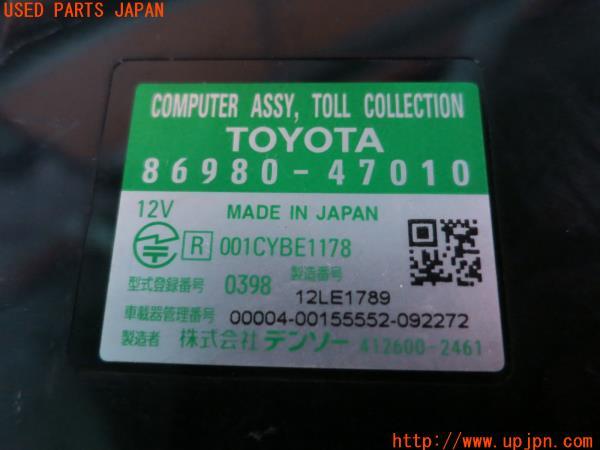 USED PARTS JAPAN
COMPUTER ASSY, TOLL COLLECTION
TOYOTA
86980-47010
12V MADE IN JAPAN
R 001CYBE1178
型式登録番号 0398 製造番号 12LE1789
車載器管理番号 00004-00155552-092272
製造者 株式会社デンソー 412600-2461
http://www.upjpn.com/